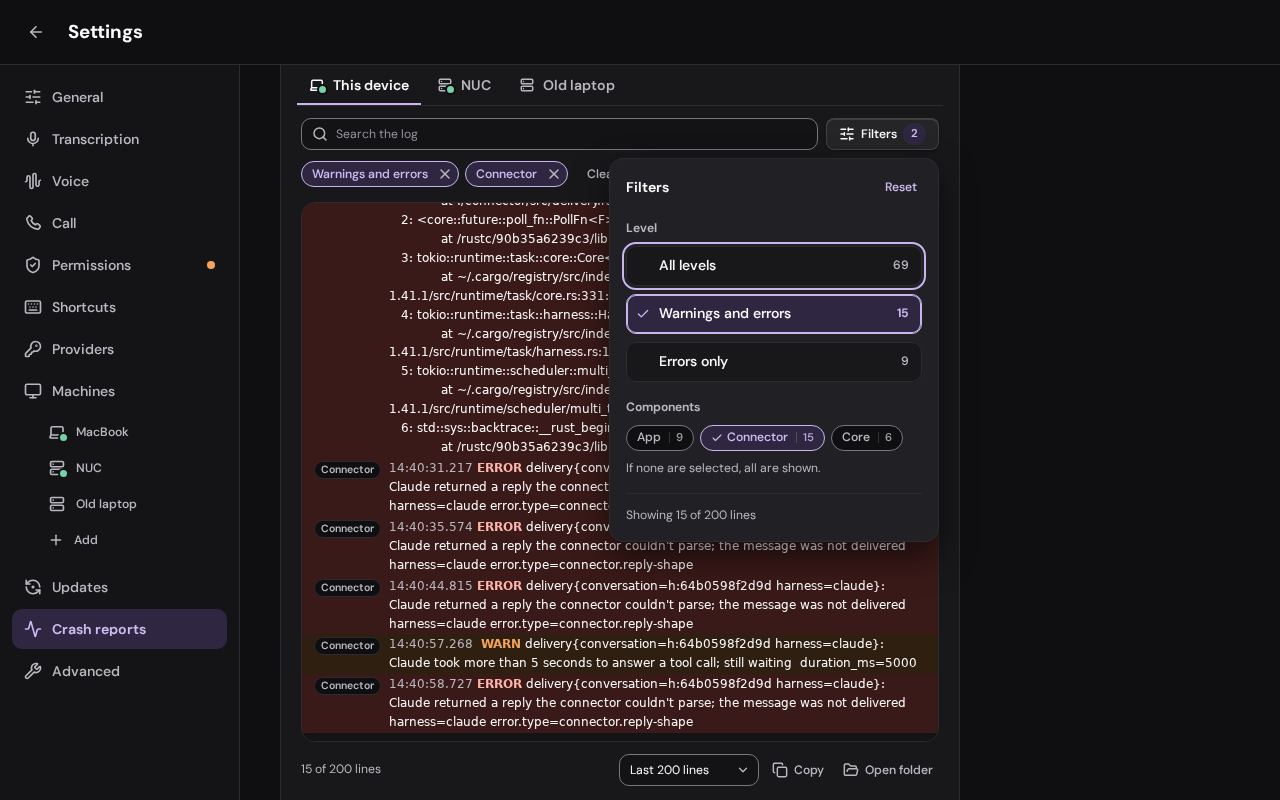 Settings
General
Transcription
Voice
Call
Permissions
Shortcuts
Providers
Machines
MacBook
NUC
Old laptop
Add
Updates
Crash reports
Advanced
This device
NUC
Old laptop
Search the log
Filters 2
Warnings and errors
Connector
2: <core::future::poll_fn::PollFn<F>
at /rustc/90b35a6239c3/lib
3: tokio::runtime::task::core::Core<
at ~/.cargo/registry/src/inde
1.41.1/src/runtime/task/core.rs:331:
4: tokio::runtime::task::harness::Ha
at ~/.cargo/registry/src/inde
1.41.1/src/runtime/task/harness.rs:1
5: tokio::runtime::scheduler::multi_
at ~/.cargo/registry/src/inde
1.41.1/src/runtime/scheduler/multi_t
6: std::sys::backtrace::__rust_begi
at /rustc/90b35a6239c3/lib
Connector 14:40:31.217 ERROR delivery{conv
Claude returned a reply the connect
harness=claude error.type=connect
Connector 14:40:35.574 ERROR delivery{conv
Claude returned a reply the connector couldn't parse; the message was not delivered
harness=claude error.type=connector.reply-shape
Connector 14:40:44.815 ERROR delivery{conversation=h:64b0598f2d9d harness=claude}:
Claude returned a reply the connector couldn't parse; the message was not delivered
harness=claude error.type=connector.reply-shape
Connector 14:40:57.268 WARN delivery{conversation=h:64b0598f2d9d harness=claude}:
Claude took more than 5 seconds to answer a tool call; still waiting duration_ms=5000
Connector 14:40:58.727 ERROR delivery{conversation=h:64b0598f2d9d harness=claude}:
Claude returned a reply the connector couldn't parse; the message was not delivered
harness=claude error.type=connector.reply-shape
Filters
Reset
Level
All levels 69
Warnings and errors 15
Errors only 9
Components
App 9
Connector 15
Core 6
If none are selected, all are shown.
Showing 15 of 200 lines
15 of 200 lines
Last 200 lines
Copy
Open folder